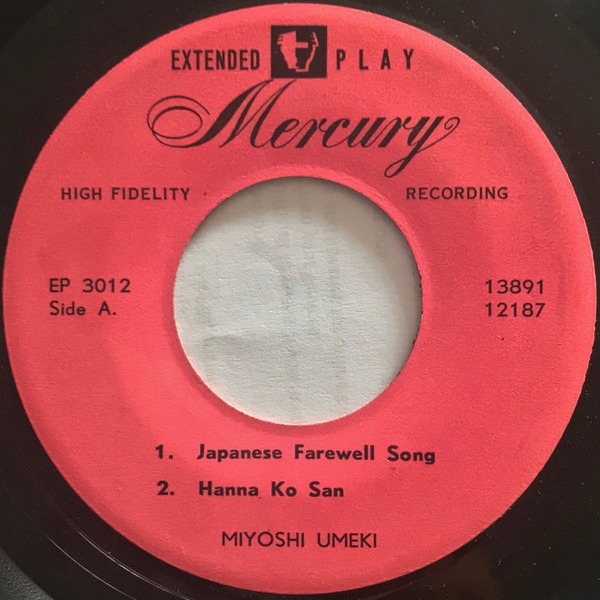 EXTENDED PLAY
Mercury
HIGH FIDELITY RECORDING
EP 3012 13891
Side A. 12187
1. Japanese Farewell Song
2. Hanna Ko San
MIYOSHI UMEKI